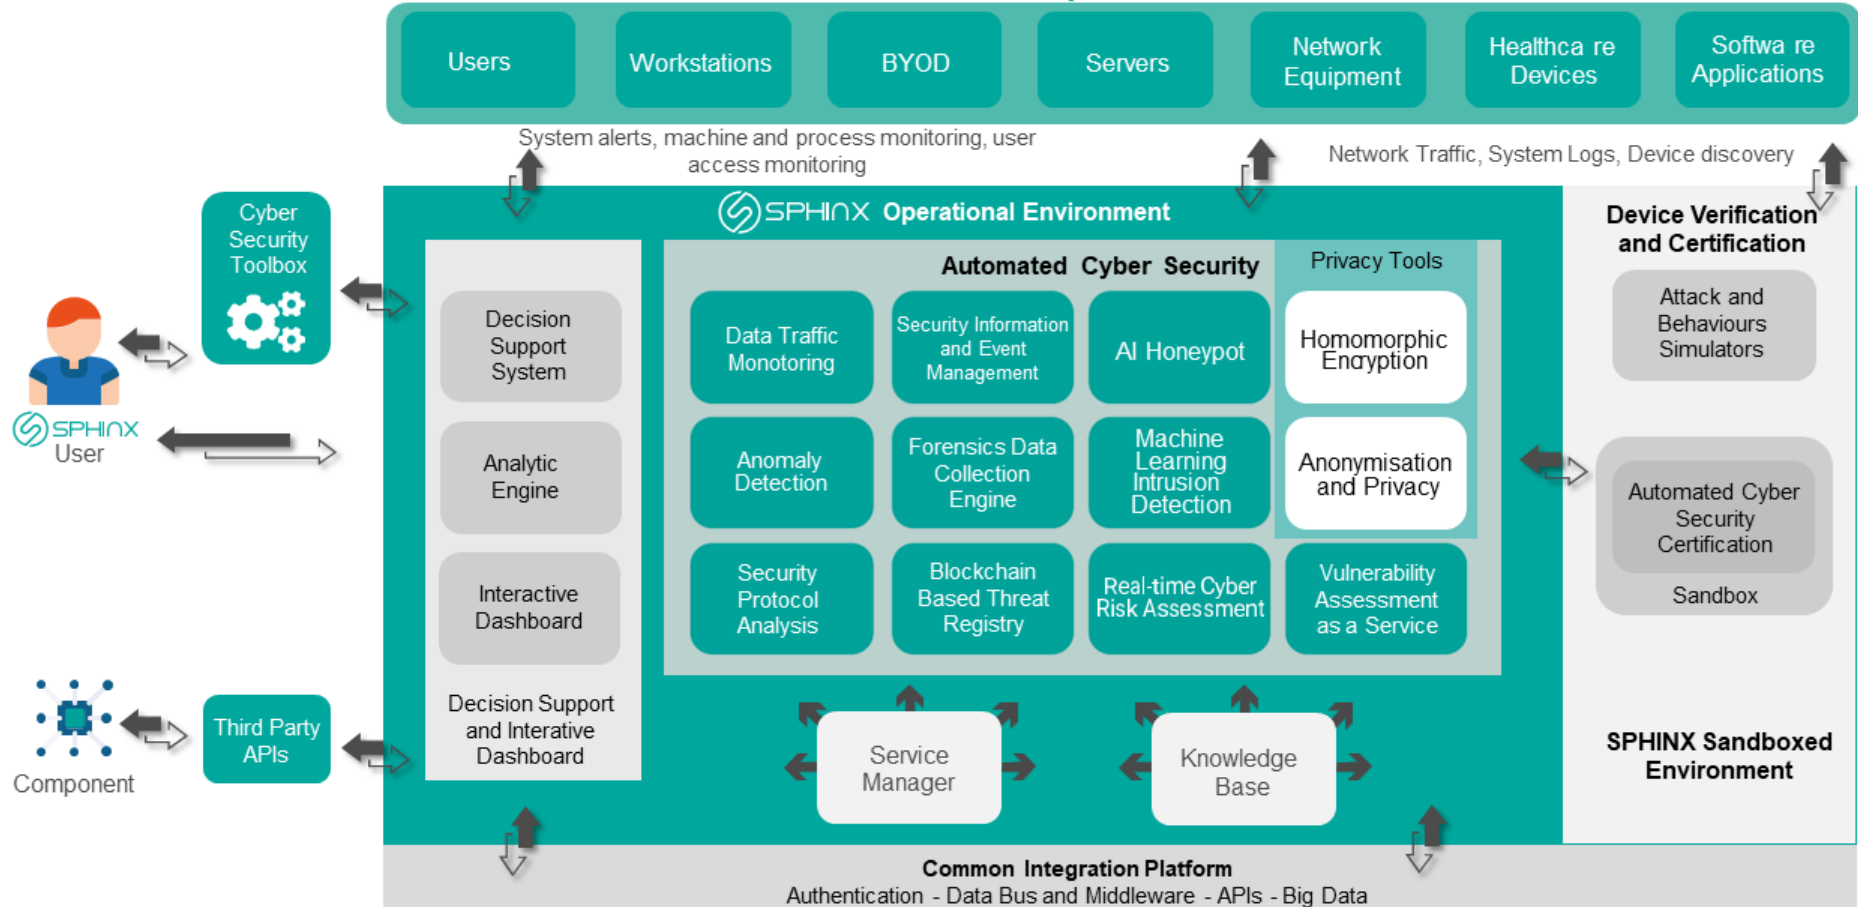 Users
Workstations
BYOD
Servers
Network
Equipment
Healthca re
Devices
Softwa re
Applications
System alerts, machine and process monitoring, user
access monitoring
Network Traffic, System Logs, Device discovery
Cyber
Security
Toolbox
SPHINX
User
Component
Third Party
APIs
SPHINX Operational Environment
Decision
Support
System
Analytic
Engine
Interactive
Dashboard
Decision Support
and Interative
Dashboard
Automated Cyber Security
Privacy Tools
Data Traffic
Monotoring
Security Information
and Event
Management
AI Honeypot
Homomorphic
Encryption
Anomaly
Detection
Forensics Data
Collection
Engine
Machine
Learning
Intrusion
Detection
Anonymisation
and Privacy
Security
Protocol
Analysis
Blockchain
Based Threat
Registry
Real-time Cyber
Risk Assessment
Vulnerability
Assessment
as a Service
Service
Manager
Knowledge
Base
Device Verification
and Certification
Attack and
Behaviours
Simulators
Automated Cyber
Security
Certification
Sandbox
SPHINX Sandboxed
Environment
Common Integration Platform
Authentication - Data Bus and Middleware - APIs - Big Data